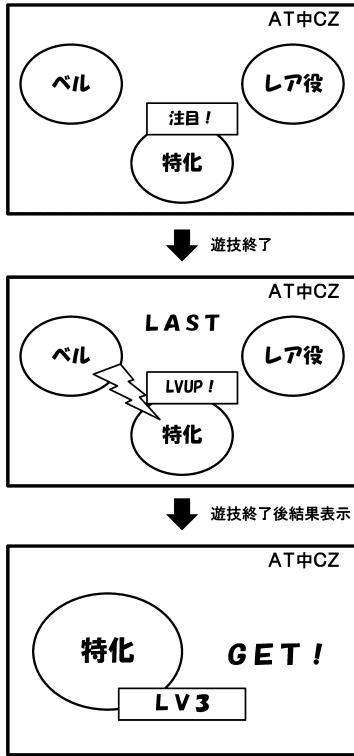 AT中CZ
ベル
レア役
注目！
特化
遊技終了
AT中CZ
LAST
ベル
レア役
LVUP！
特化
遊技終了後結果表示
AT中CZ
特化
GET！
LV3